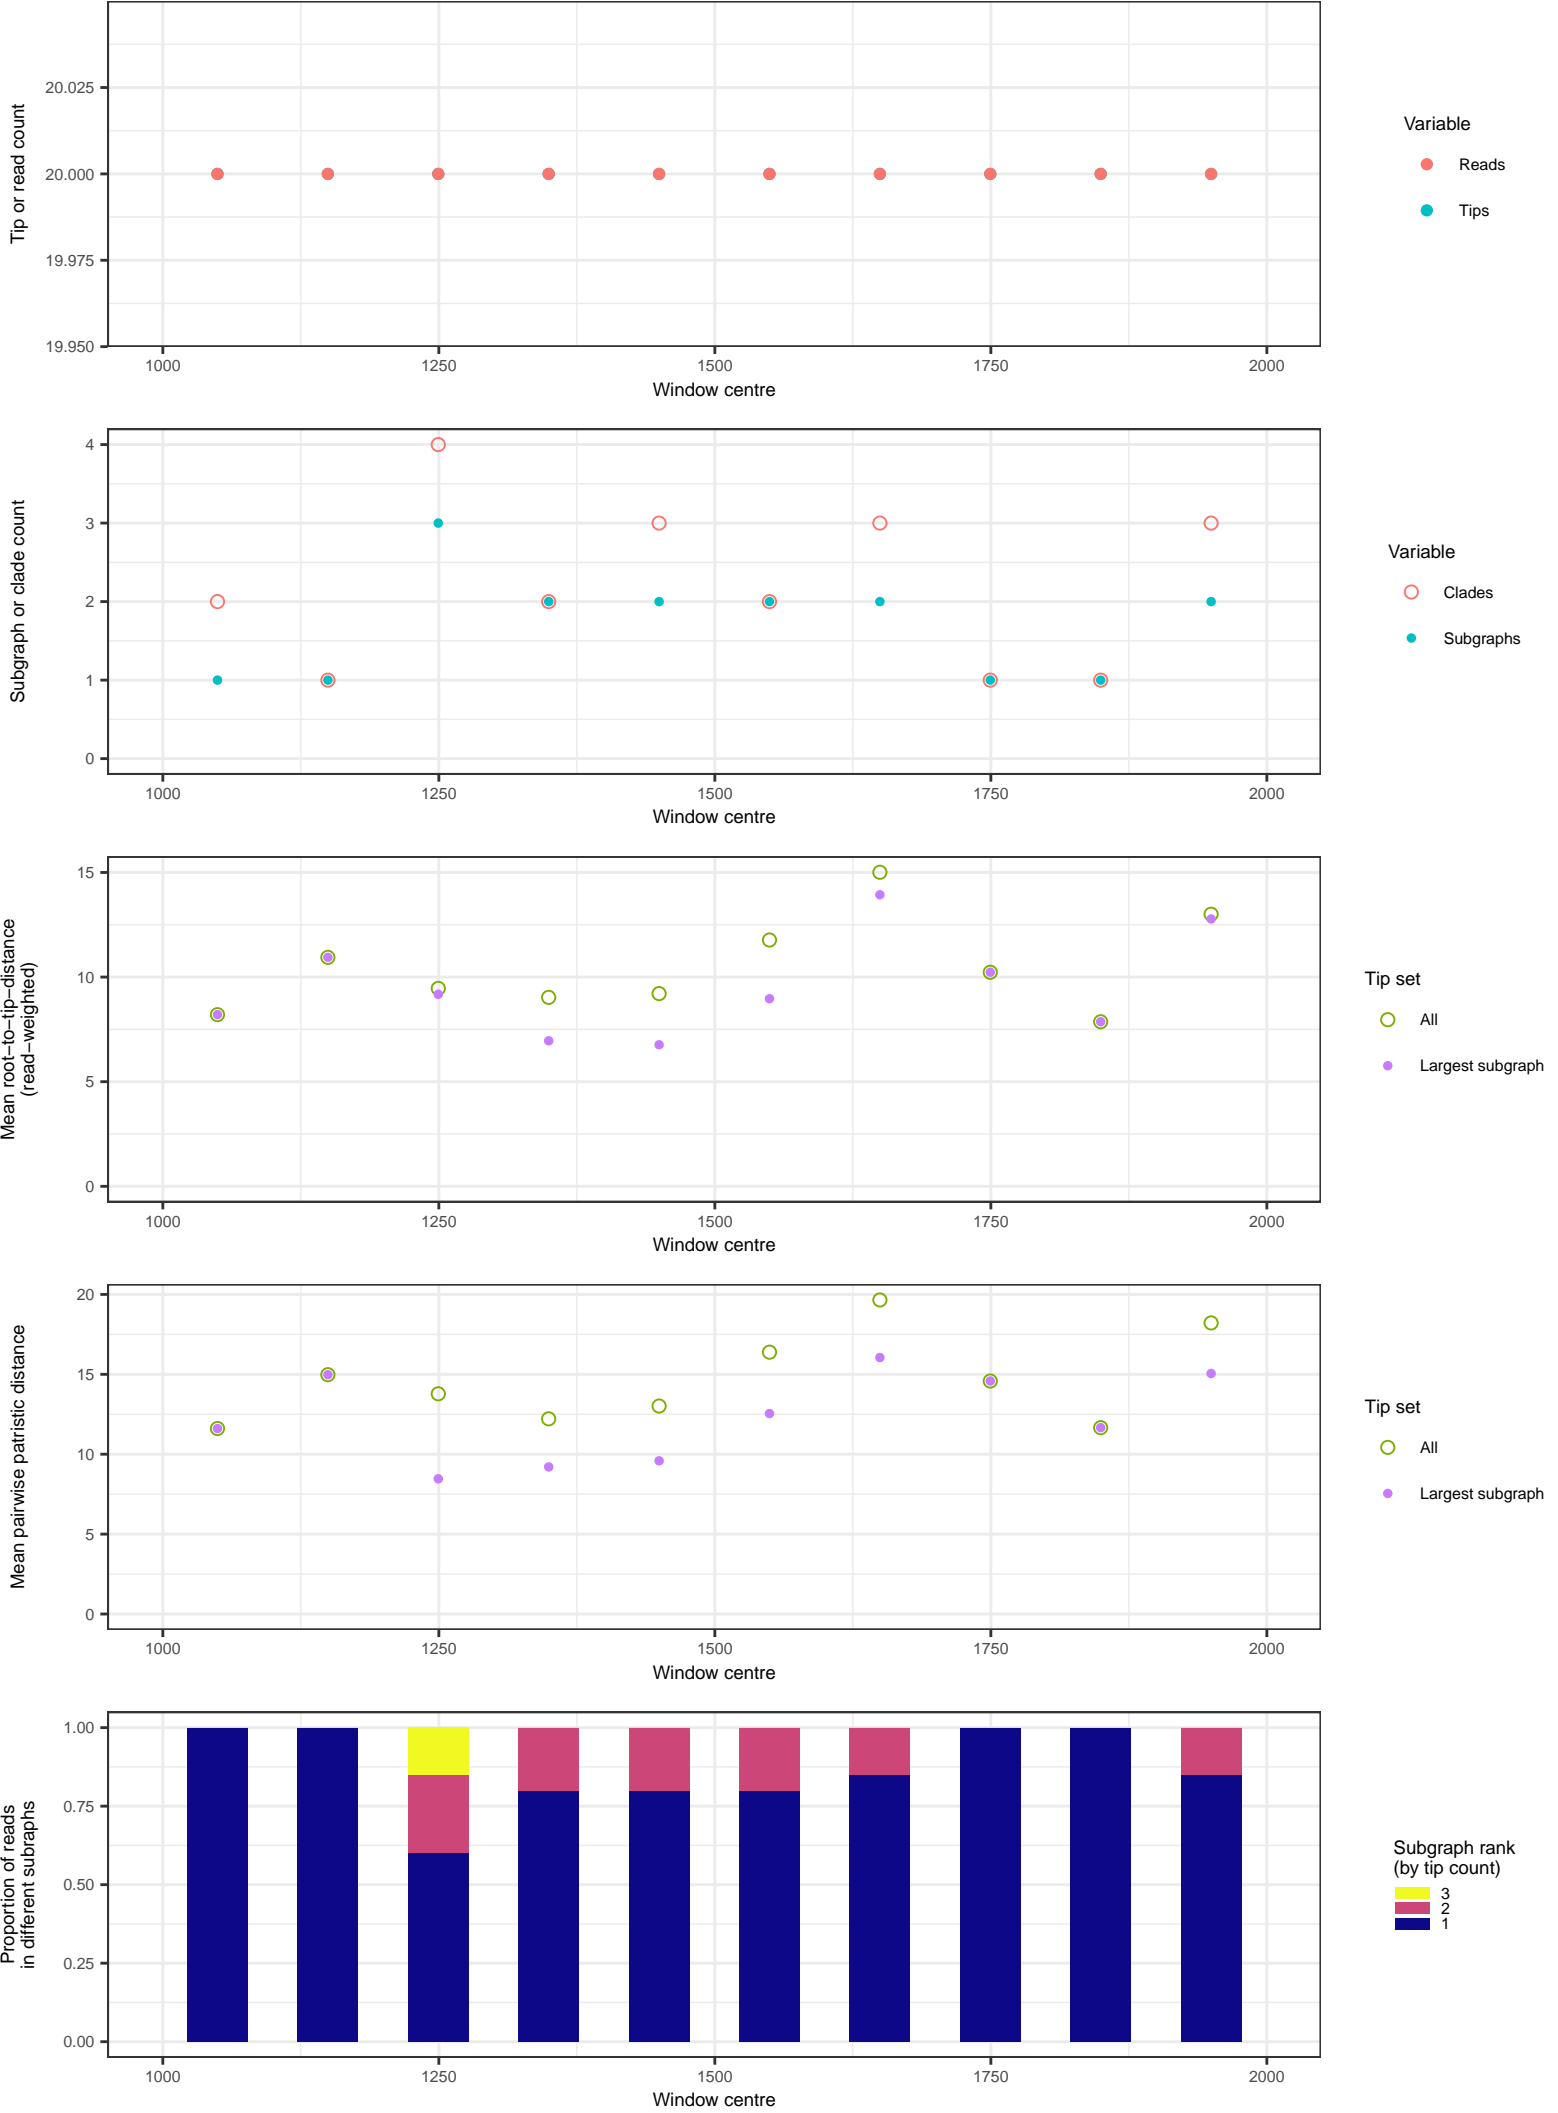 Tip or read count
20.025
20.000
19.975
19.950
1000 1250 1500 1750 2000
Window centre
Variable
Reads
Tips
Subgraph or clade count
4
3
2
1
0
1000 1250 1500 1750 2000
Window centre
Variable
Clades
Subgraphs
Mean root−to−tip−distance
(read−weighted)
15
10
5
0
1000 1250 1500 1750 2000
Window centre
Tip set
All
Largest subgraph
Mean pairwise patristic distance
20
15
10
5
0
1000 1250 1500 1750 2000
Window centre
Tip set
All
Largest subgraph
Proportion of reads
in different subraphs
1.00
0.75
0.50
0.25
0.00
1000 1250 1500 1750 2000
Window centre
Subgraph rank
(by tip count)
3
2
1